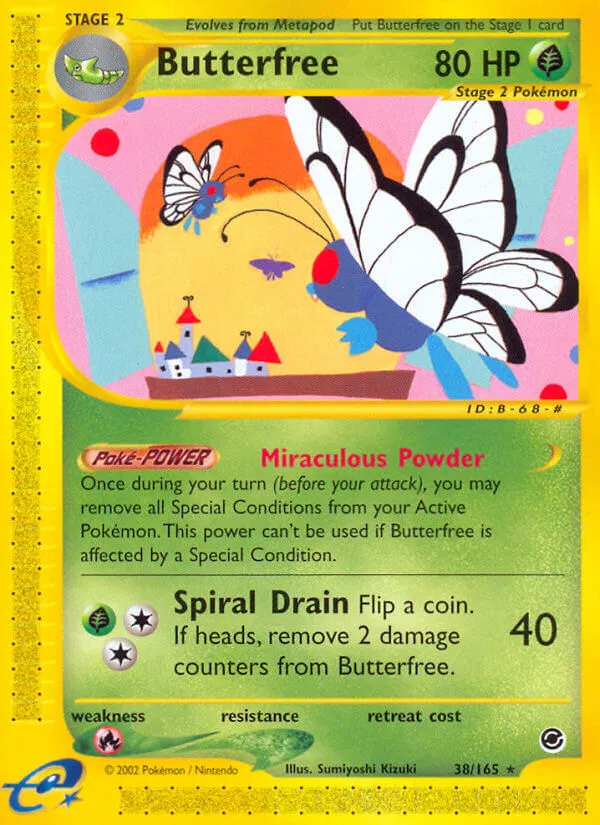 STAGE 2
Evolves from Metapod Put Butterfree on the Stage 1 card
Butterfree 80 HP
Stage 2 Pokémon
ID:B-68-#
Poké-POWER Miraculous Powder
Once during your turn (before your attack), you may
remove all Special Conditions from your Active
Pokémon. This power can't be used if Butterfree is
affected by a Special Condition.
Spiral Drain Flip a coin.
If heads, remove 2 damage
counters from Butterfree.
40
weakness resistance retreat cost
© 2002 Pokémon / Nintendo Illus. Sumiyoshi Kizuki 38/165 ★
e